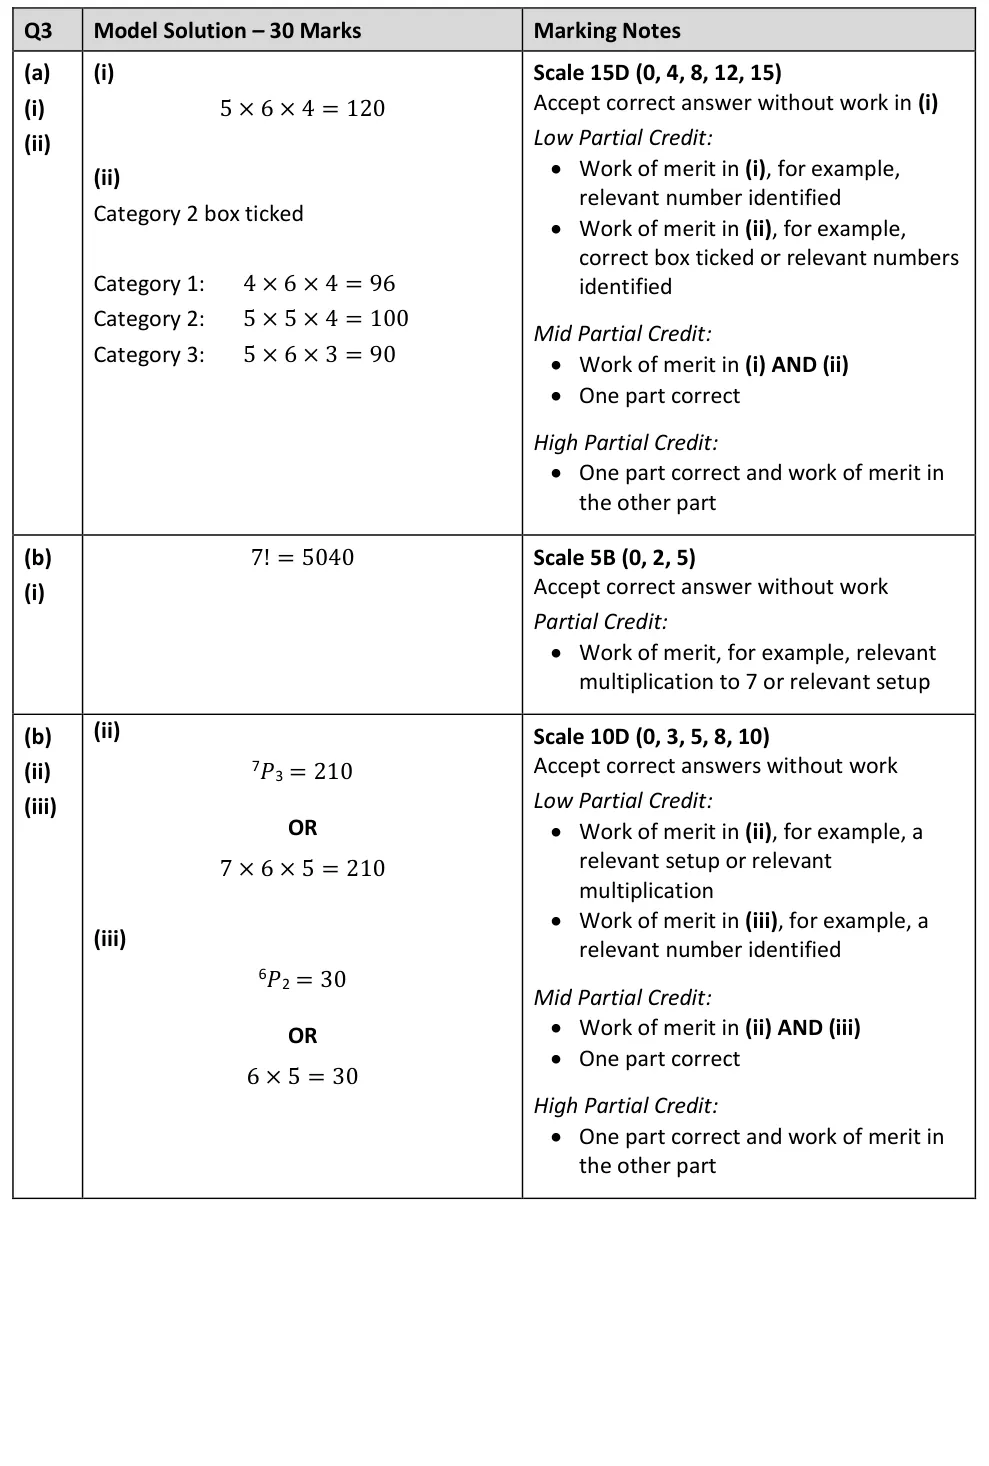 Q3 Model Solution – 30 Marks Marking Notes
(a)
(i)
(ii)
(i)
5 × 6 × 4 = 120
(ii)
Category 2 box ticked
Category 1: 4 × 6 × 4 = 96
Category 2: 5 × 5 × 4 = 100
Category 3: 5 × 6 × 3 = 90
Scale 15D (0, 4, 8, 12, 15)
Accept correct answer without work in (i)
Low Partial Credit:
• Work of merit in (i), for example,
relevant number identified
• Work of merit in (ii), for example,
correct box ticked or relevant numbers
identified
Mid Partial Credit:
• Work of merit in (i) AND (ii)
• One part correct
High Partial Credit:
• One part correct and work of merit in
the other part
(b)
(i)
7! = 5040
Scale 5B (0, 2, 5)
Accept correct answer without work
Partial Credit:
• Work of merit, for example, relevant
multiplication to 7 or relevant setup
(b)
(ii)
(iii)
(ii)
⁷P₃ = 210
OR
7 × 6 × 5 = 210
(iii)
⁶P₂ = 30
OR
6 × 5 = 30
Scale 10D (0, 3, 5, 8, 10)
Accept correct answers without work
Low Partial Credit:
• Work of merit in (ii), for example, a
relevant setup or relevant
multiplication
• Work of merit in (iii), for example, a
relevant number identified
Mid Partial Credit:
• Work of merit in (ii) AND (iii)
• One part correct
High Partial Credit:
• One part correct and work of merit in
the other part